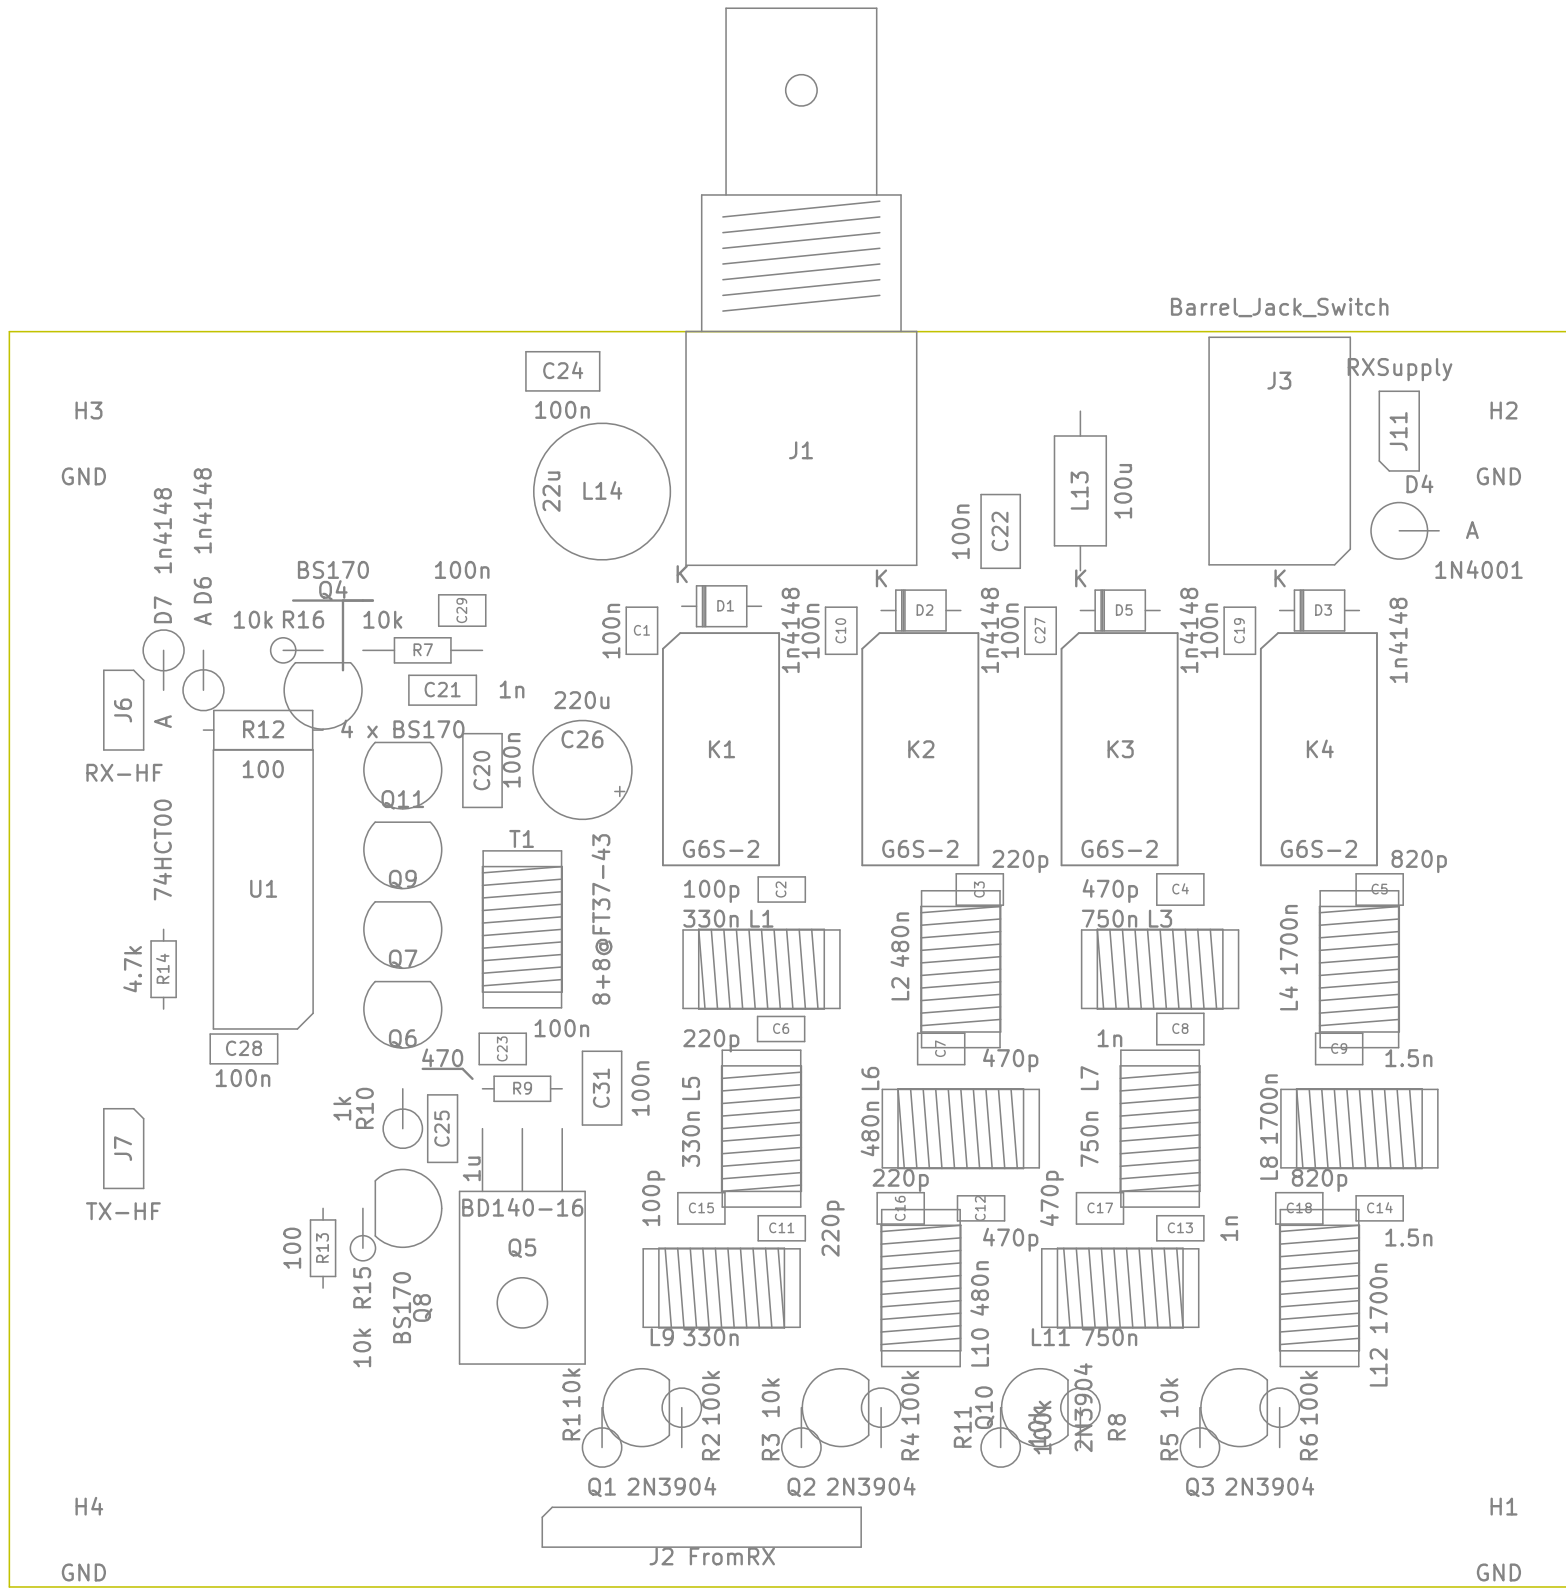 Barrel_Jack_Switch
C24
J3
RXSupply
H3
100n
H2
J11
J1
GND
22u
L14
L13
100u
GND
D4
1n4148
1n4148
100n
C22
A
BS170
100n
K
K
K
K
1N4001
Q4
D7
A D6
10k R16
10k
C29
100n
C1
D1
1n4148
100n
C10
D2
1n4148
100n
C27
D5
1n4148
100n
C19
D3
1n4148
R7
C21
1n
220u
J6
A
R12
4 x BS170
C26
+
K1
K2
K3
K4
RX-HF
100
C20
100n
Q11
74HCT00
T1
G6S-2
G6S-2
G6S-2
G6S-2
220p
820p
U1
Q9
8+8@FT37-43
100p
C2
C3
470p
C4
C5
330n L1
L2 480n
750n L3
L4 1700n
4.7k
R14
Q7
C28
Q6
100n
C23
220p
C6
C7
470p
1n
C8
C9
1.5n
100n
470
R9
C31
100n
330n L5
480n L6
750n L7
L8 1700n
1k
R10
C25
J7
1u
TX-HF
BD140-16
100p
C15
220p
C16
C12
470p
C17
820p
C18
C14
100
R13
Q5
C11
220p
470p
C13
1n
1.5n
10k R15
BS170
Q8
L9 330n
L10 480n
L11 750n
L12 1700n
R1 10k
R2 100k
R3 10k
R4 100k
R11
Q10
10k
100k
2N3904
R8
R5 10k
R6 100k
Q1 2N3904
Q2 2N3904
Q3 2N3904
H4
H1
J2 FromRX
GND
GND